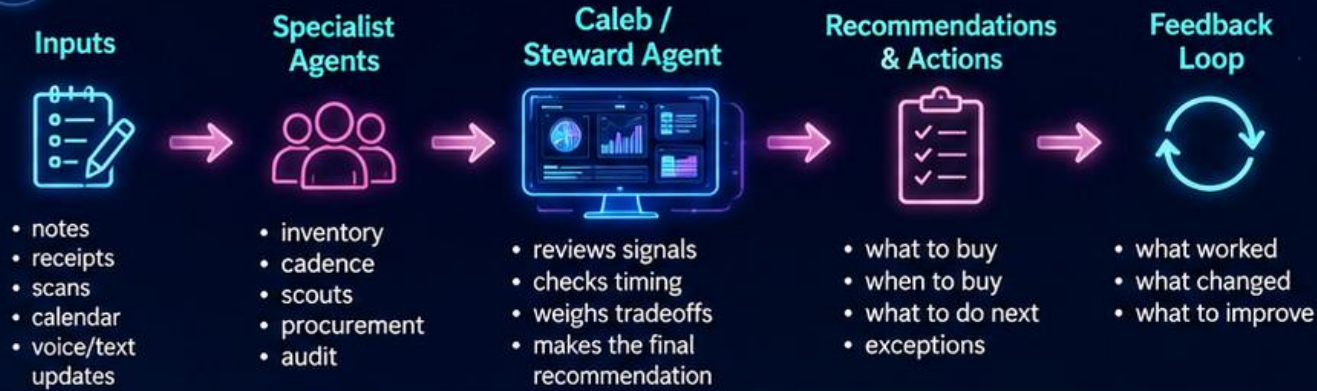 Inputs
• notes
• receipts
• scans
• calendar
• voice/text
updates
Specialist
Agents
• inventory
• cadence
• scouts
• procurement
• audit
Caleb /
Steward Agent
• reviews signals
• checks timing
• weighs tradeoffs
• makes the final
recommendation
Recommendations
& Actions
• what to buy
• when to buy
• what to do next
• exceptions
Feedback
Loop
• what worked
• what changed
• what to improve